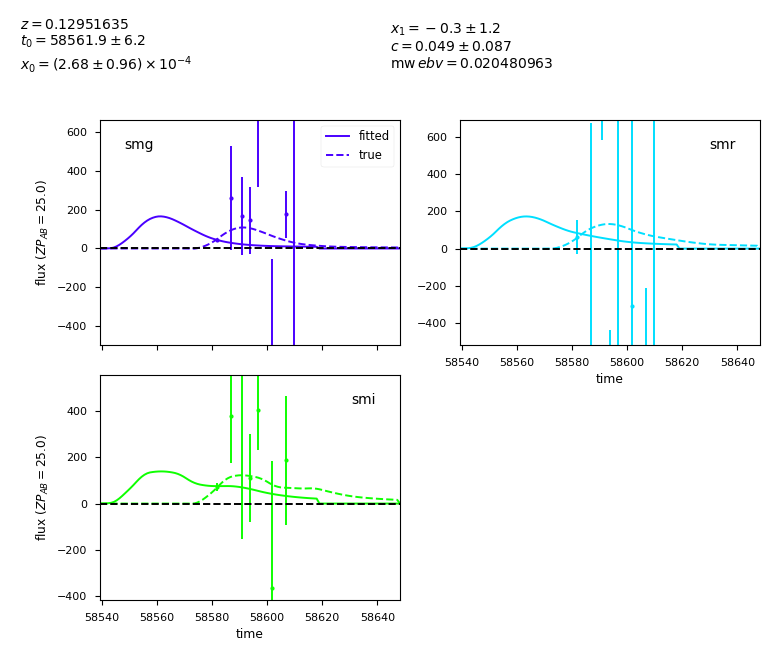 z = 0.12951635
t₀ = 58561.9 ± 6.2
x₀ = (2.68 ± 0.96) × 10⁻⁴
x₁ = −0.3 ± 1.2
c = 0.049 ± 0.087
mw ebv = 0.020480963
smg
fitted
true
600
400
200
0
−200
−400
flux (ZP_AB = 25.0)
smr
600
400
200
0
−200
−400
58540 58560 58580 58600 58620 58640
time
smi
400
200
0
−200
−400
flux (ZP_AB = 25.0)
58540 58560 58580 58600 58620 58640
time